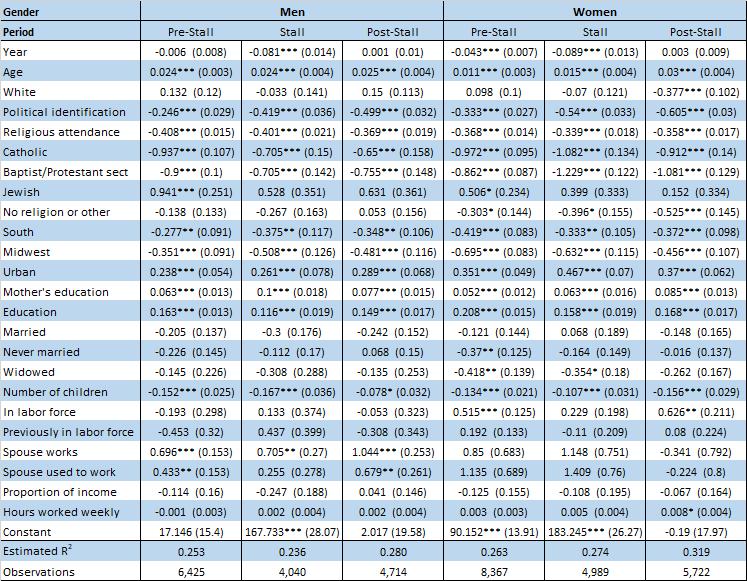 Gender Men Women
Period Pre-Stall Stall Post-Stall Pre-Stall Stall Post-Stall
Year -0.006 (0.008) -0.081*** (0.014) 0.001 (0.01) -0.043*** (0.007) -0.089*** (0.013) 0.003 (0.009)
Age 0.024*** (0.003) 0.024*** (0.004) 0.025*** (0.004) 0.011*** (0.003) 0.015*** (0.004) 0.03*** (0.004)
White 0.132 (0.12) -0.033 (0.141) 0.15 (0.113) 0.098 (0.1) -0.07 (0.121) -0.377*** (0.102)
Political identification -0.246*** (0.029) -0.419*** (0.036) -0.499*** (0.032) -0.333*** (0.027) -0.54*** (0.033) -0.605*** (0.03)
Religious attendance -0.408*** (0.015) -0.401*** (0.021) -0.369*** (0.019) -0.368*** (0.014) -0.339*** (0.018) -0.358*** (0.017)
Catholic -0.937*** (0.107) -0.705*** (0.15) -0.65*** (0.158) -0.972*** (0.095) -1.082*** (0.134) -0.912*** (0.14)
Baptist/Protestant sect -0.9*** (0.1) -0.705*** (0.142) -0.755*** (0.148) -0.862*** (0.087) -1.229*** (0.122) -1.081*** (0.129)
Jewish 0.941*** (0.251) 0.528 (0.351) 0.631 (0.361) 0.506* (0.234) 0.399 (0.333) 0.152 (0.334)
No religion or other -0.138 (0.133) -0.267 (0.163) 0.053 (0.156) -0.303* (0.144) -0.396* (0.155) -0.525*** (0.145)
South -0.277** (0.091) -0.375** (0.117) -0.348** (0.106) -0.419*** (0.083) -0.333** (0.105) -0.372*** (0.098)
Midwest -0.351*** (0.091) -0.508*** (0.126) -0.481*** (0.116) -0.695*** (0.083) -0.632*** (0.115) -0.456*** (0.107)
Urban 0.238*** (0.054) 0.261*** (0.078) 0.289*** (0.068) 0.351*** (0.049) 0.467*** (0.07) 0.37*** (0.062)
Mother's education 0.063*** (0.013) 0.1*** (0.018) 0.077*** (0.015) 0.052*** (0.012) 0.063*** (0.016) 0.085*** (0.013)
Education 0.163*** (0.013) 0.116*** (0.019) 0.149*** (0.017) 0.208*** (0.015) 0.158*** (0.019) 0.168*** (0.017)
Married -0.205 (0.137) -0.3 (0.176) -0.242 (0.152) -0.121 (0.144) 0.068 (0.189) -0.148 (0.165)
Never married -0.226 (0.145) -0.112 (0.17) 0.068 (0.15) -0.37** (0.125) -0.164 (0.149) -0.016 (0.137)
Widowed -0.145 (0.226) -0.308 (0.288) -0.135 (0.253) -0.418** (0.139) -0.354* (0.18) -0.262 (0.167)
Number of children -0.152*** (0.025) -0.167*** (0.036) -0.078* (0.032) -0.134*** (0.021) -0.107*** (0.031) -0.156*** (0.029)
In labor force -0.193 (0.298) 0.133 (0.374) -0.053 (0.323) 0.515*** (0.125) 0.229 (0.198) 0.626** (0.211)
Previously in labor force -0.453 (0.32) 0.437 (0.399) -0.308 (0.343) 0.192 (0.133) -0.11 (0.209) 0.08 (0.224)
Spouse works 0.696*** (0.153) 0.705** (0.27) 1.044*** (0.253) 0.85 (0.683) 1.148 (0.751) -0.341 (0.792)
Spouse used to work 0.433** (0.153) 0.255 (0.278) 0.679** (0.261) 1.135 (0.689) 1.409 (0.76) -0.224 (0.8)
Proportion of income -0.114 (0.16) -0.247 (0.188) 0.041 (0.146) -0.125 (0.155) -0.108 (0.195) -0.067 (0.164)
Hours worked weekly -0.001 (0.003) 0.002 (0.004) 0.002 (0.004) 0.003 (0.003) 0.005 (0.004) 0.008* (0.004)
Constant 17.146 (15.4) 167.733*** (28.07) 2.017 (19.58) 90.152*** (13.91) 183.245*** (26.27) -0.19 (17.97)
Estimated R² 0.253 0.236 0.280 0.263 0.274 0.319
Observations 6,425 4,040 4,714 8,367 4,989 5,722